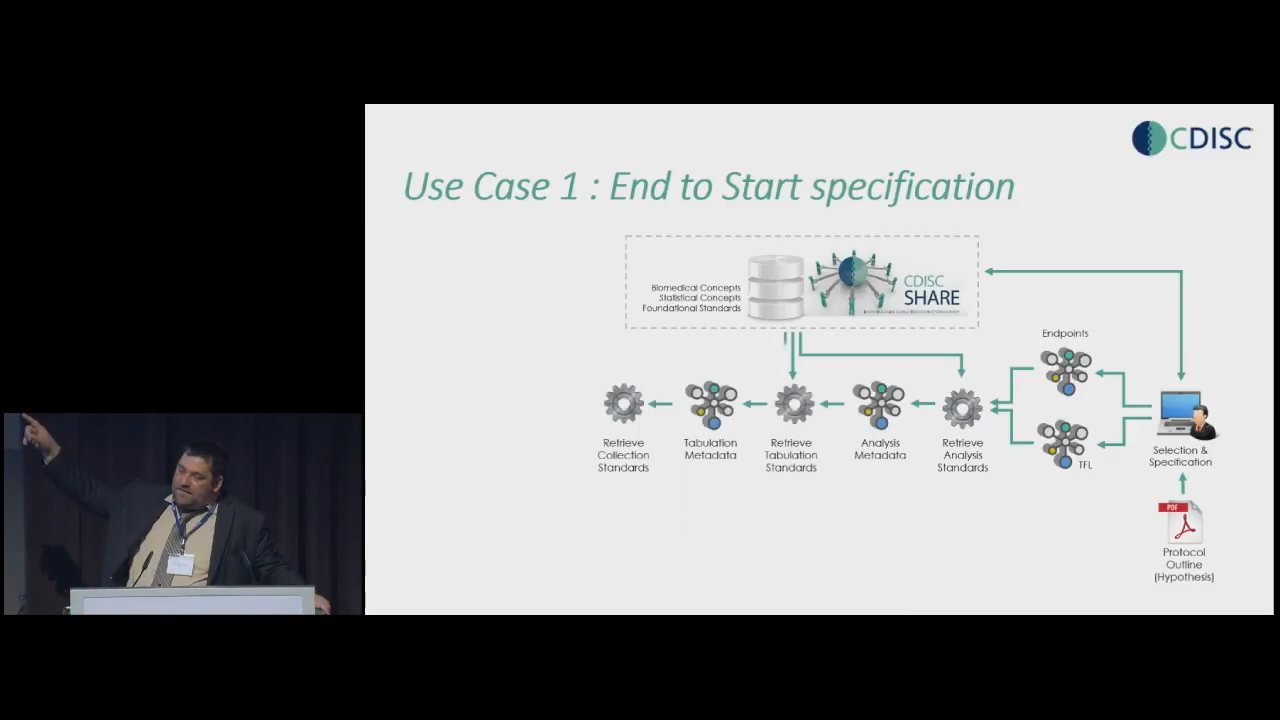 CDISC
Use Case 1 : End to Start specification
Biomedical Concepts
Statistical Concepts
Foundational Standards
CDISC
SHARE
Endpoints
Retrieve
Collection
Standards
Tabulation
Metadata
Retrieve
Tabulation
Standards
Analysis
Metadata
Retrieve
Analysis
Standards
TFL
Selection &
Specification
PDF
Protocol
Outline
(Hypothesis)